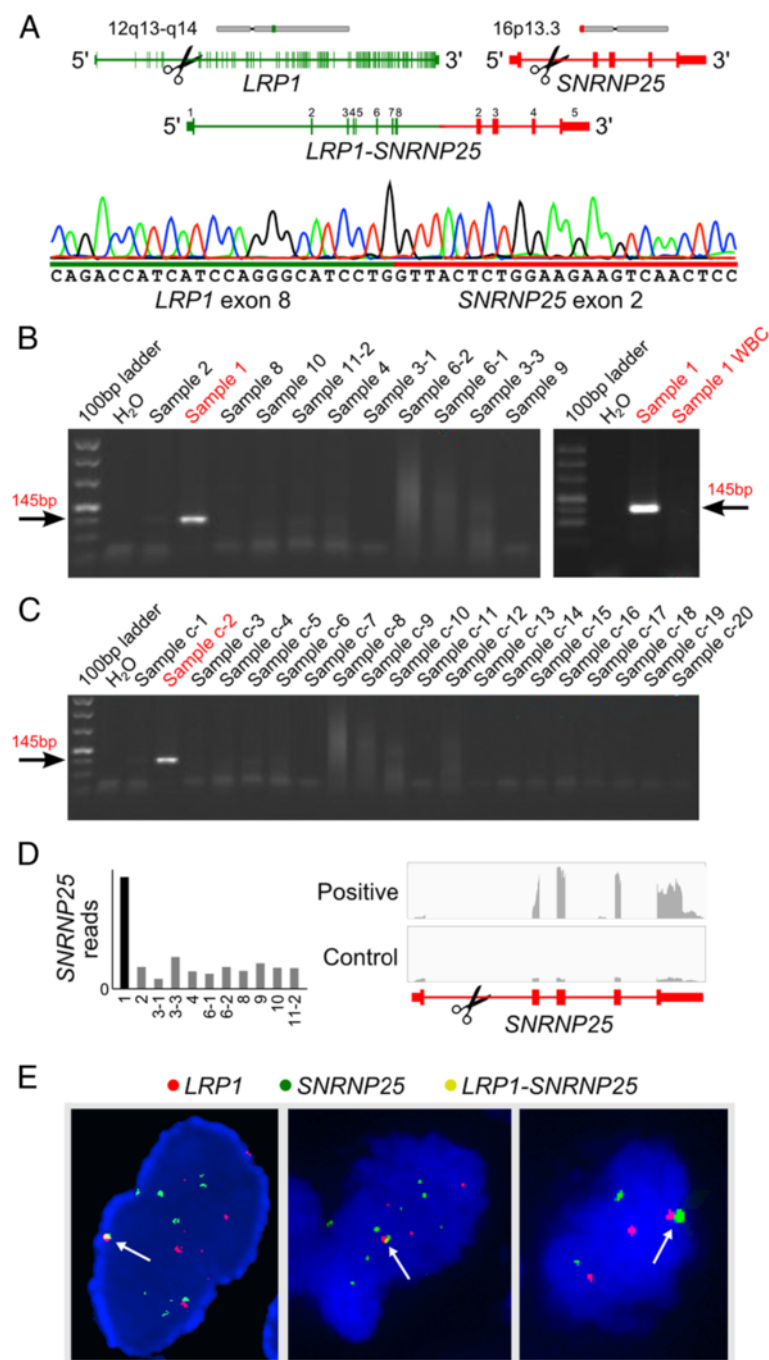 A
12q13-q14
16p13.3
5' 3' 5' 3'
LRP1 SNRNP25
1 2 3 4 5 6 7 8 2 3 4 5
5' 3'
LRP1-SNRNP25
CAGACCATCATCCAGGGCATCCTGGTTACTCTGGAAGAAGTCAACTCC
LRP1 exon 8 SNRNP25 exon 2
B
100bp ladder
H₂O
Sample 2
Sample 1
Sample 8
Sample 10
Sample 11-2
Sample 4
Sample 3-1
Sample 6-2
Sample 6-1
Sample 3-3
Sample 9
100bp ladder
H₂O
Sample 1
Sample 1 WBC
145bp
145bp
C
100bp ladder
H₂O
Sample c-1
Sample c-2
Sample c-3
Sample c-4
Sample c-5
Sample c-6
Sample c-7
Sample c-8
Sample c-9
Sample c-10
Sample c-11
Sample c-12
Sample c-13
Sample c-14
Sample c-15
Sample c-16
Sample c-17
Sample c-18
Sample c-19
Sample c-20
145bp
D
SNRNP25
reads
0
1 2 3-1 3-3 4 6-1 6-2 8 9 10 11-2
Positive
Control
SNRNP25
E
LRP1 SNRNP25 LRP1-SNRNP25